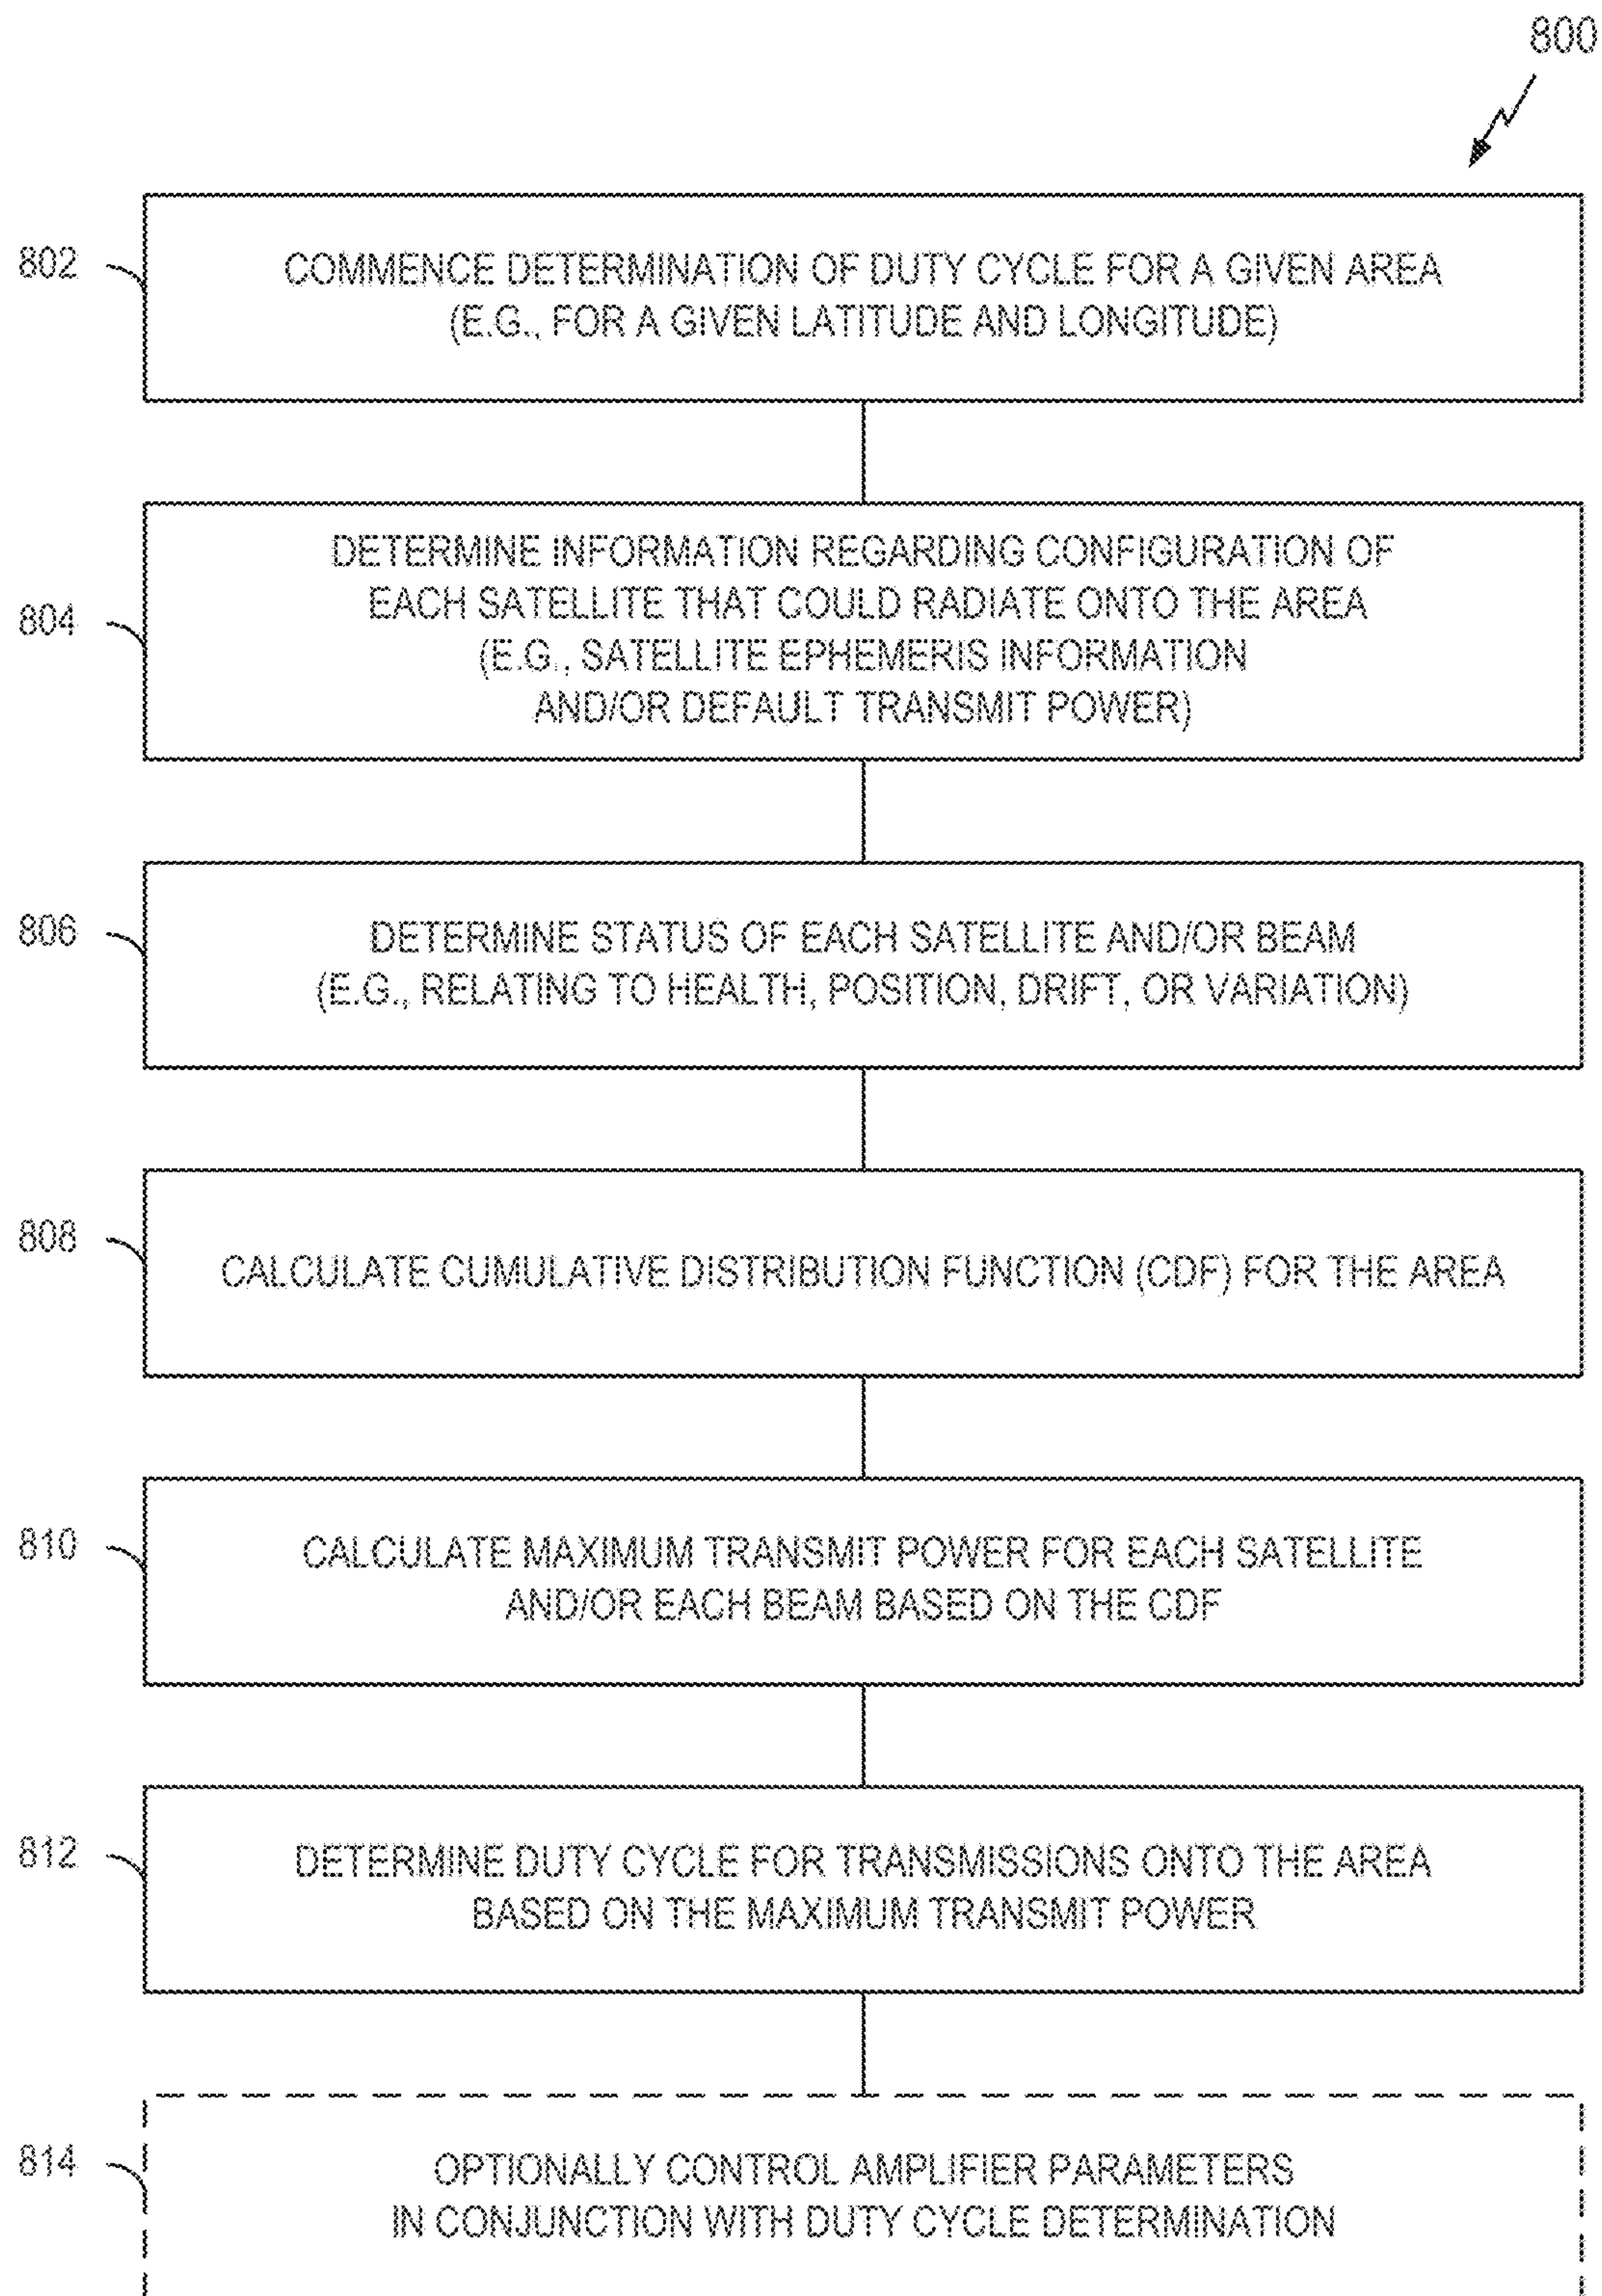 800
802
COMMENCE DETERMINATION OF DUTY CYCLE FOR A GIVEN AREA
(E.G., FOR A GIVEN LATITUDE AND LONGITUDE)
804
DETERMINE INFORMATION REGARDING CONFIGURATION OF
EACH SATELLITE THAT COULD RADIATE ONTO THE AREA
(E.G., SATELLITE EPHEMERIS INFORMATION
AND/OR DEFAULT TRANSMIT POWER)
806
DETERMINE STATUS OF EACH SATELLITE AND/OR BEAM
(E.G., RELATING TO HEALTH, POSITION, DRIFT, OR VARIATION)
808
CALCULATE CUMULATIVE DISTRIBUTION FUNCTION (CDF) FOR THE AREA
810
CALCULATE MAXIMUM TRANSMIT POWER FOR EACH SATELLITE
AND/OR EACH BEAM BASED ON THE CDF
812
DETERMINE DUTY CYCLE FOR TRANSMISSIONS ONTO THE AREA
BASED ON THE MAXIMUM TRANSMIT POWER
814
OPTIONALLY CONTROL AMPLIFIER PARAMETERS
IN CONJUNCTION WITH DUTY CYCLE DETERMINATION